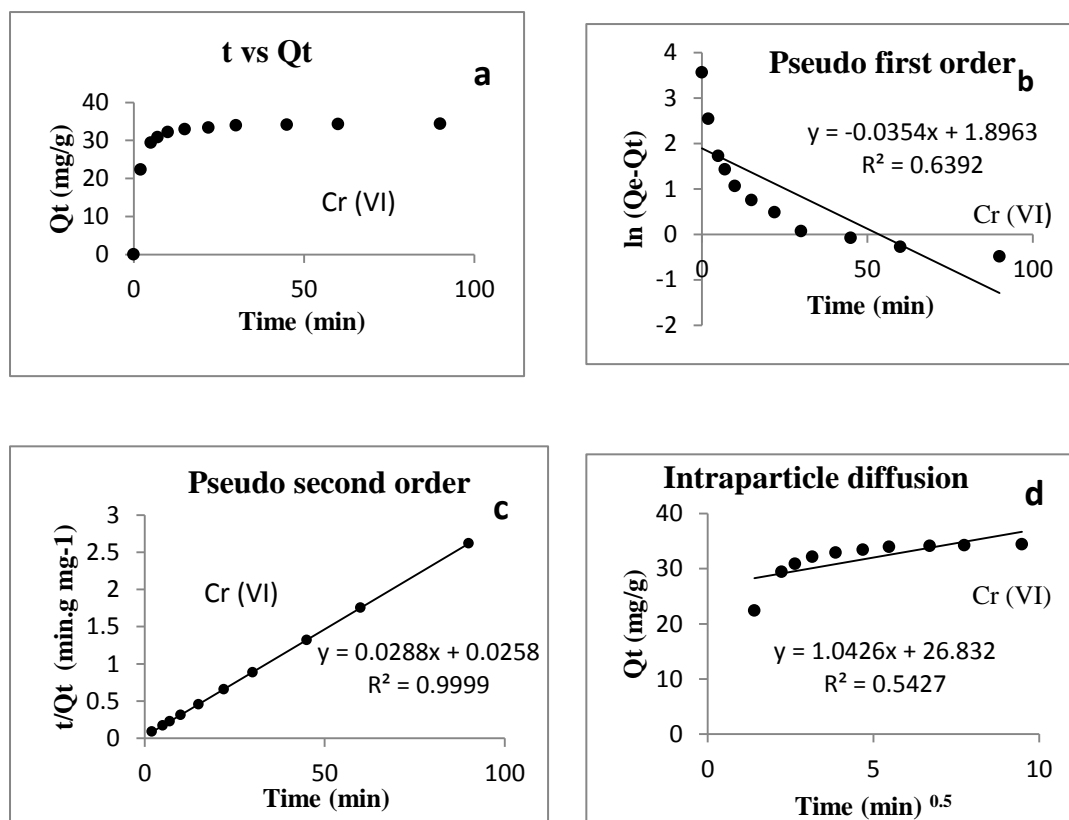 t vs Qt
a
Qt (mg/g)
40
30
20
10
0
Cr (VI)
0
50
100
Time (min)
Pseudo first order
b
ln (Qe-Qt)
4
3
2
1
0
-1
-2
y = -0.0354x + 1.8963
R² = 0.6392
Cr (VI)
0
50
100
Time (min)
Pseudo second order
c
t/Qt (min.g mg-1)
3
2.5
2
1.5
1
0.5
0
Cr (VI)
y = 0.0288x + 0.0258
R² = 0.9999
0
50
100
Time (min)
Intraparticle diffusion
d
Qt (mg/g)
40
30
20
10
0
Cr (VI)
y = 1.0426x + 26.832
R² = 0.5427
0
5
10
Time (min) 0.5